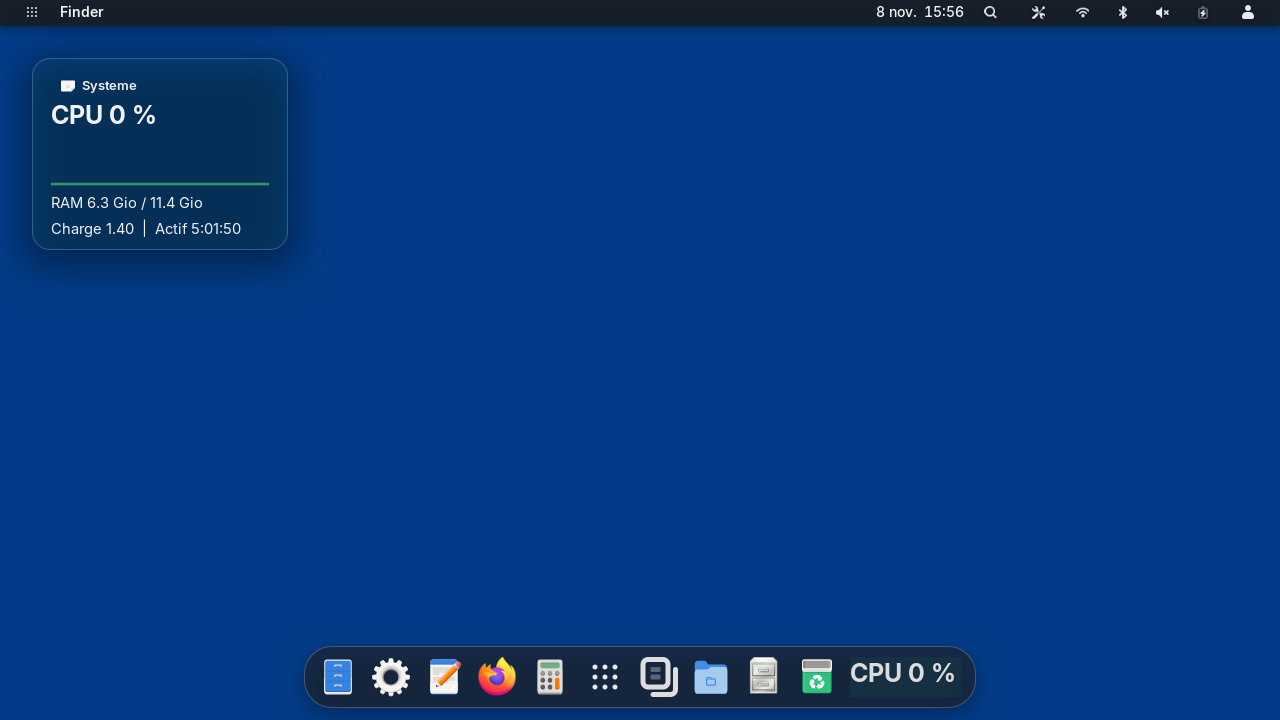 Finder
8 nov. 15:56
Systeme
CPU 0 %
RAM 6.3 Gio / 11.4 Gio
Charge 1.40 | Actif 5:01:50
CPU 0 %